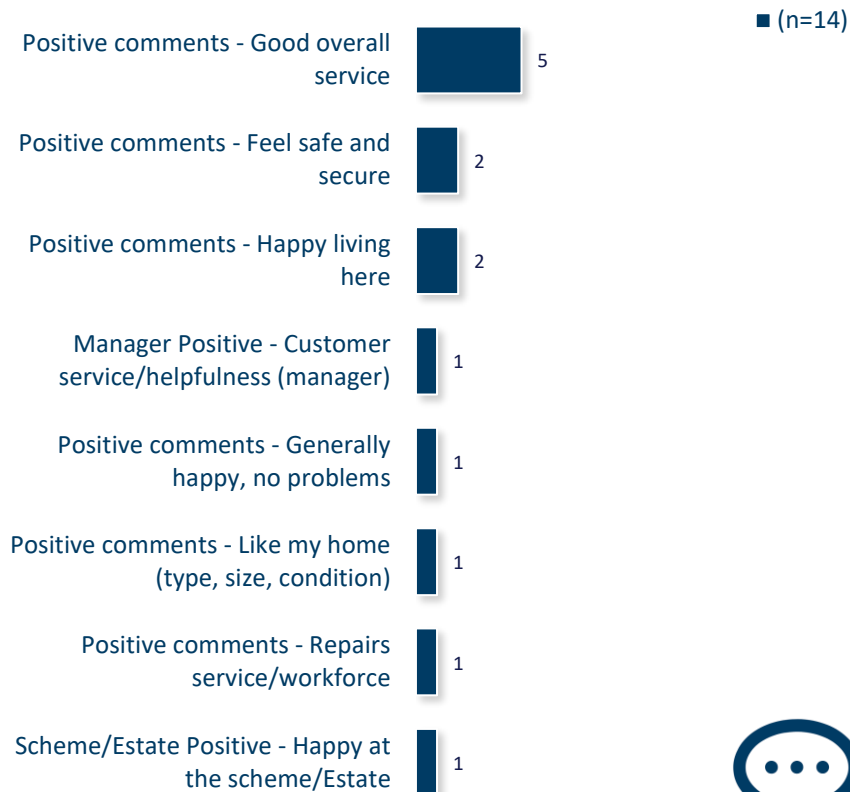 (n=14)
Positive comments - Good overall
service
5
Positive comments - Feel safe and
secure
2
Positive comments - Happy living
here
2
Manager Positive - Customer
service/helpfulness (manager)
1
Positive comments - Generally
happy, no problems
1
Positive comments - Like my home
(type, size, condition)
1
Positive comments - Repairs
service/workforce
1
Scheme/Estate Positive - Happy at
the scheme/Estate
1